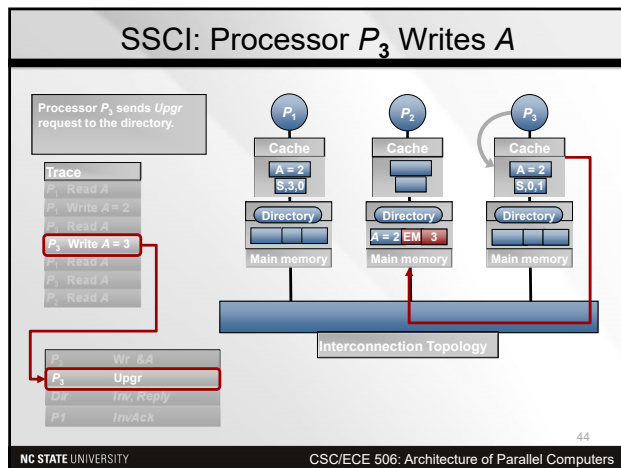 SSCI: Processor P3 Writes A
Processor P3 sends Upgr
request to the directory.
Trace
P1 Read A
P1 Write A = 2
P3 Read A
P3 Write A = 3
P1 Read A
P3 Read A
P2 Read A
P3 Wr &A
P3 Upgr
Dir Inv, Reply
P1 InvAck
P1
Cache
A = 2
S,3,0
Directory
Main memory
P2
Cache
Directory
A = 2 EM 3
Main memory
P3
Cache
A = 2
S,0,1
Directory
Main memory
Interconnection Topology
44
NC STATE UNIVERSITY
CSC/ECE 506: Architecture of Parallel Computers